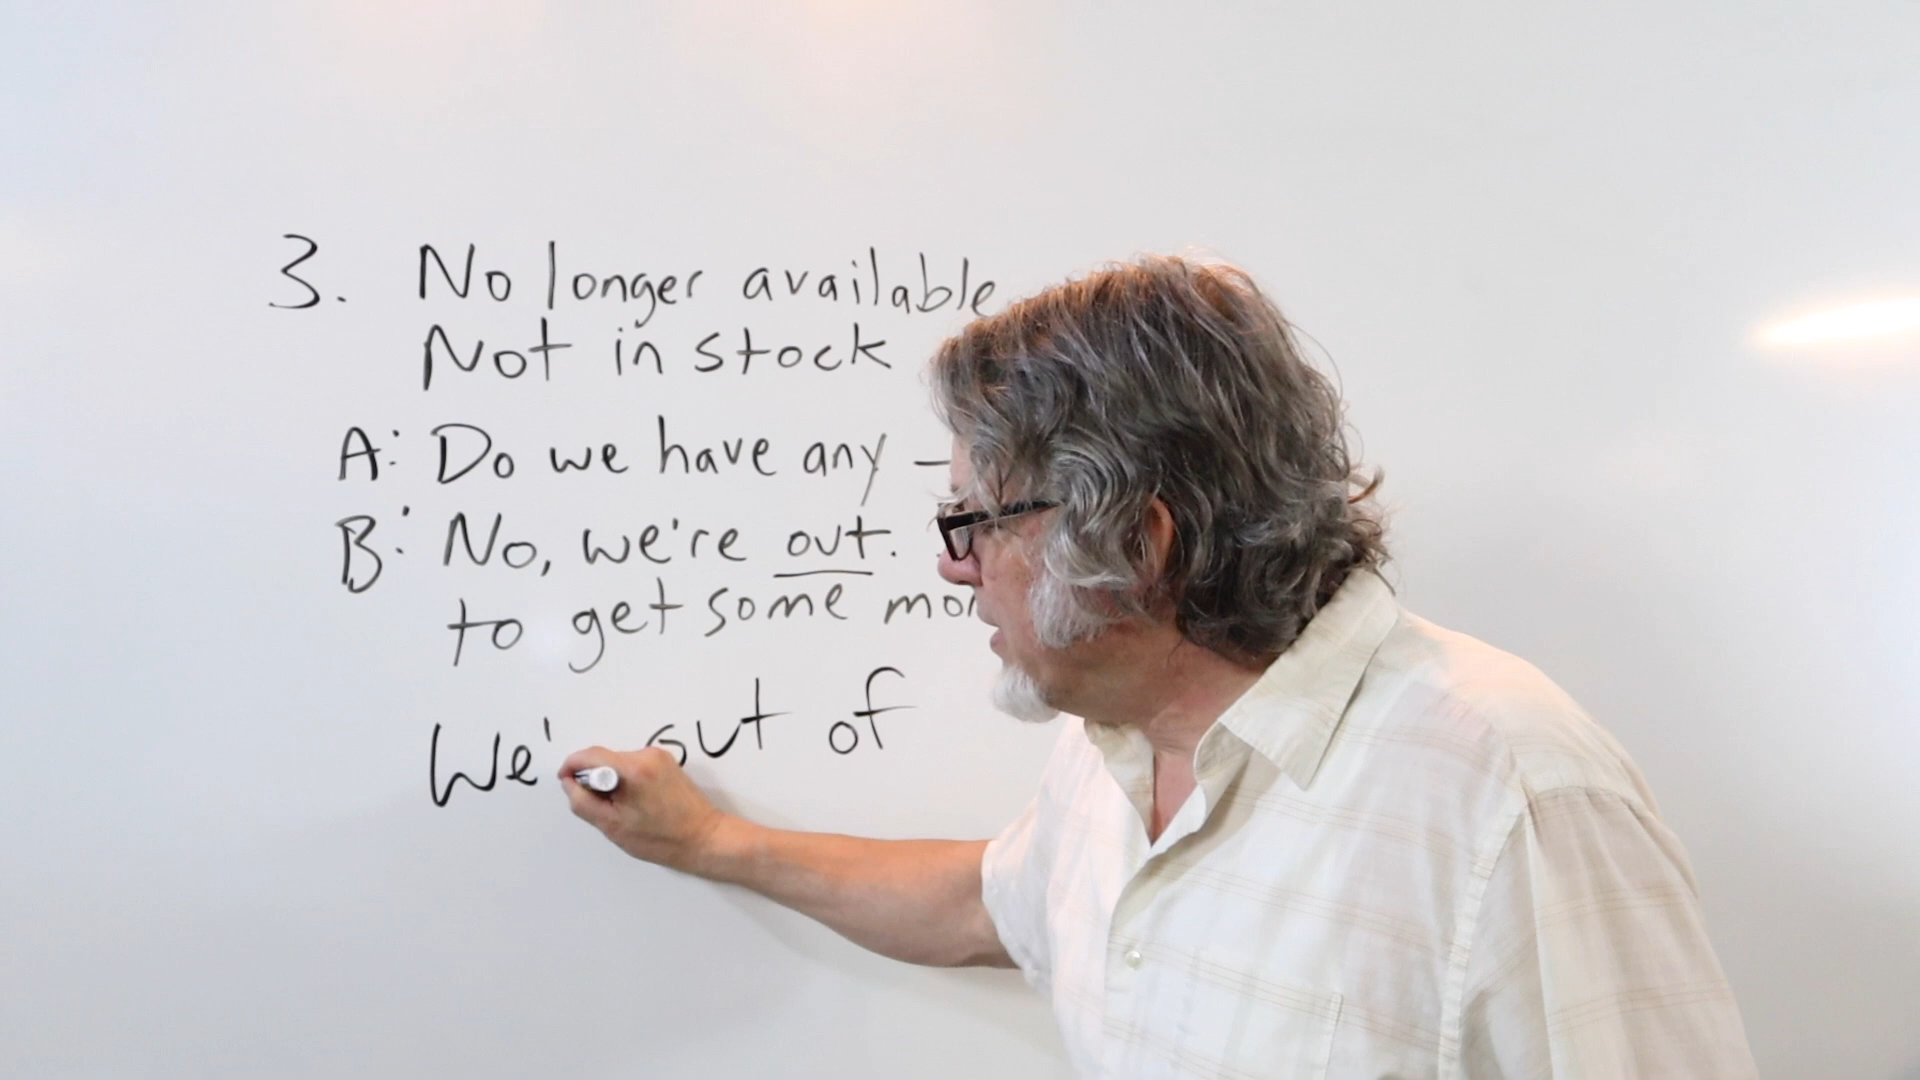 3. No longer available
Not in stock
A: Do we have any
B: No, we're out.
to get some
out of